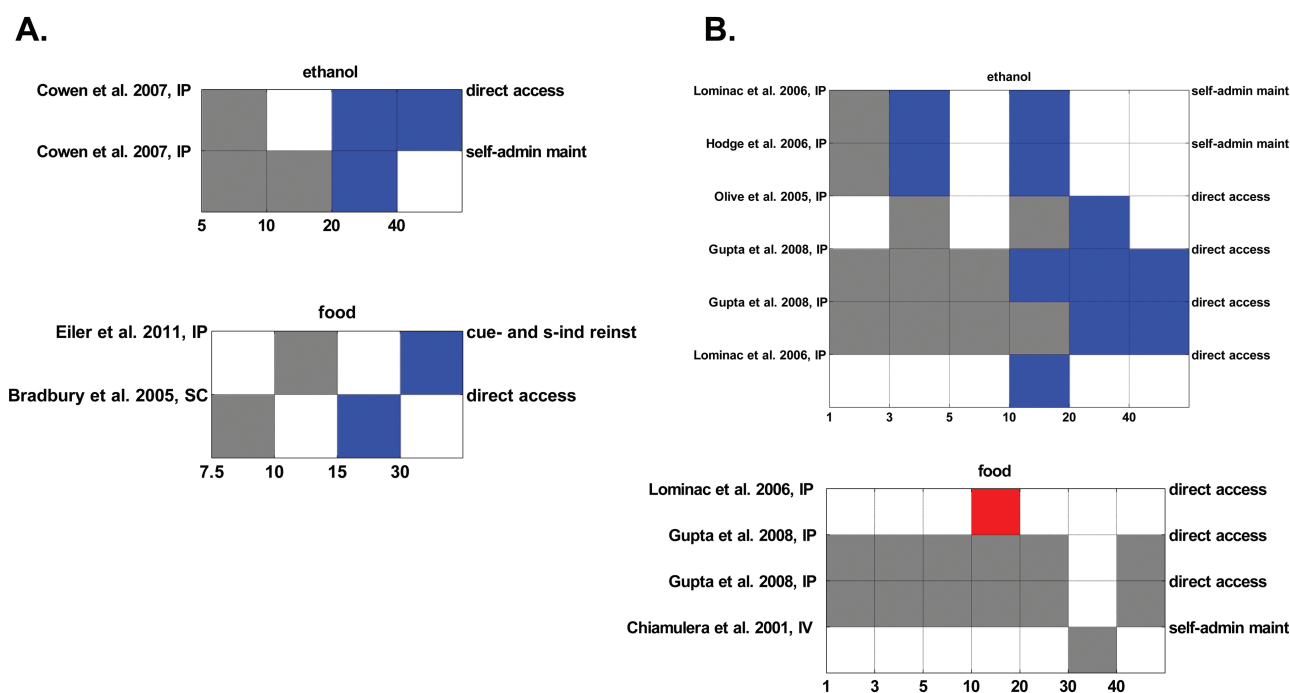 A.
ethanol
Cowen et al. 2007, IP
direct access
Cowen et al. 2007, IP
self-admin maint
5 10 20 40
food
Eiler et al. 2011, IP
cue- and s-ind reinst
Bradbury et al. 2005, SC
direct access
7.5 10 15 30
B.
ethanol
Lominac et al. 2006, IP
self-admin maint
Hodge et al. 2006, IP
self-admin maint
Olive et al. 2005, IP
direct access
Gupta et al. 2008, IP
direct access
Gupta et al. 2008, IP
direct access
Lominac et al. 2006, IP
direct access
1 3 5 10 20 40
food
Lominac et al. 2006, IP
direct access
Gupta et al. 2008, IP
direct access
Gupta et al. 2008, IP
direct access
Chiamulera et al. 2001, IV
self-admin maint
1 3 5 10 20 30 40